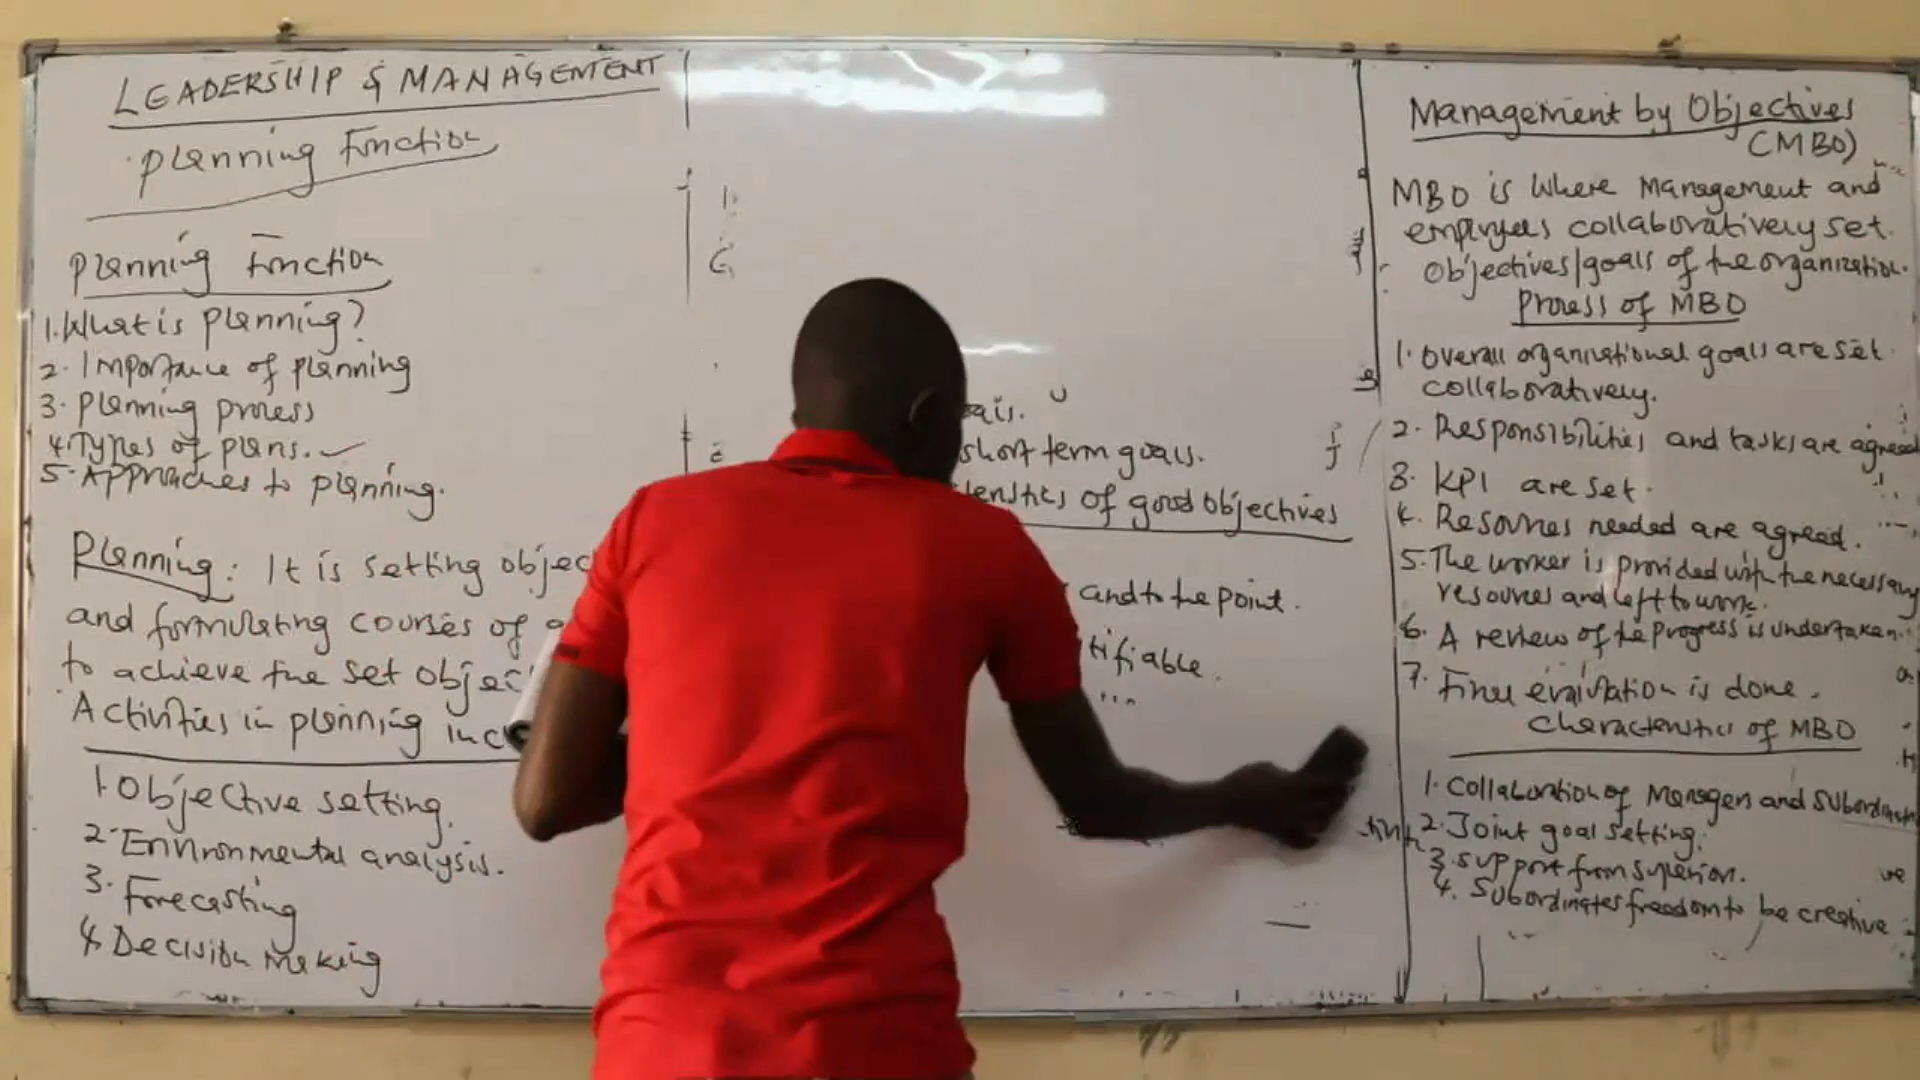 LEADERSHIP & MANAGEMENT
Planning Function
Planning Function
1. What is planning?
2. Importance of planning
3. Planning process
4. Types of plans.
5. Approaches to planning.
Planning: It is setting objec
and formulating courses of a
to achieve the set objec
Activities in planning inc
1. Objective setting.
2. Environmental analysis.
3. Forecasting
4. Decision making
short term goals.
of good objectives
and to the point.
tifiable.
Management by Objectives
(MBO)
MBO is where management and
employees collaboratively set
objectives/goals of the organization.
Process of MBO
1. Overall organizational goals are set
collaboratively.
2. Responsibilities and tasks are agreed
3. KPI are set.
4. Resources needed are agreed.
5. The worker is provided with the necessary
resources and left to work.
6. A review of the progress is undertaken.
7. Final evaluation is done.
Characteristics of MBO
1. Collaboration of Managers and Subordinates
2. Joint goal setting.
3. Support from superiors.
4. Subordinates freedom to be creative